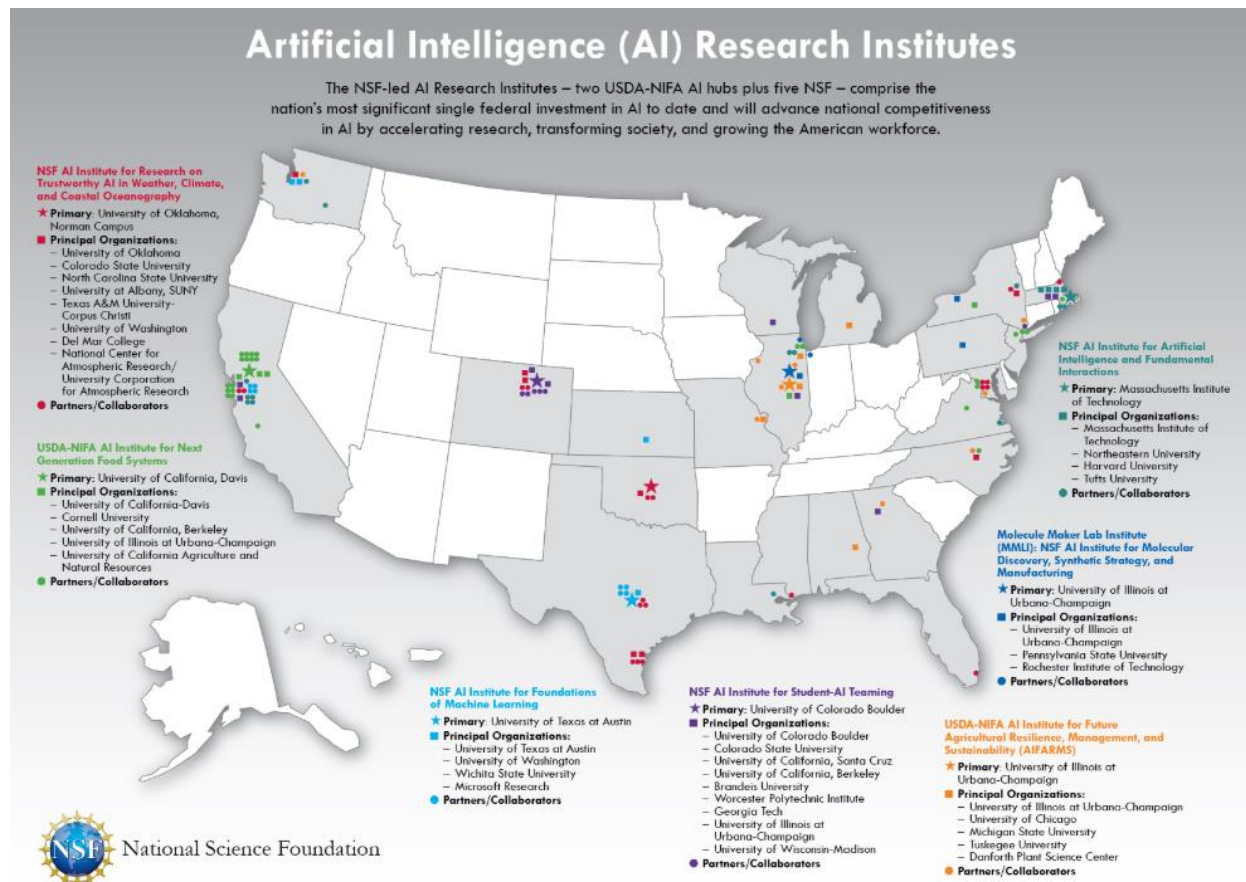 Artificial Intelligence (AI) Research Institutes
The NSF-led AI Research Institutes – two USDA-NIFA AI hubs plus five NSF – comprise the
nation's most significant single federal investment in AI to date and will advance national competitiveness
in AI by accelerating research, transforming society, and growing the American workforce.
NSF AI Institute for Research on
Trustworthy AI in Weather, Climate,
and Coastal Oceanography
Primary: University of Oklahoma,
Norman Campus
Principal Organizations:
– University of Oklahoma
– Colorado State University
– North Carolina State University
– University at Albany, SUNY
– Texas A&M University-
Corpus Christi
– University of Washington
– Del Mar College
– National Center for
Atmospheric Research/
University Corporation
for Atmospheric Research
Partners/Collaborators
USDA-NIFA AI Institute for Next
Generation Food Systems
Primary: University of California, Davis
Principal Organizations:
– University of California-Davis
– Cornell University
– University of California, Berkeley
– University of Illinois at Urbana-Champaign
– University of California Agriculture and
Natural Resources
Partners/Collaborators
NSF AI Institute for Artificial
Intelligence and Fundamental
Interactions
Primary: Massachusetts Institute
of Technology
Principal Organizations:
– Massachusetts Institute of
Technology
– Northeastern University
– Harvard University
– Tufts University
Partners/Collaborators
Molecule Maker Lab Institute
(MMLI): NSF AI Institute for Molecular
Discovery, Synthetic Strategy, and
Manufacturing
Primary: University of Illinois at
Urbana-Champaign
Principal Organizations:
– University of Illinois at
Urbana-Champaign
– Pennsylvania State University
– Rochester Institute of Technology
Partners/Collaborators
NSF AI Institute for Foundations
of Machine Learning
Primary: University of Texas at Austin
Principal Organizations:
– University of Texas at Austin
– University of Washington
– Wichita State University
– Microsoft Research
Partners/Collaborators
NSF AI Institute for Student-AI Teaming
Primary: University of Colorado Boulder
Principal Organizations:
– University of Colorado Boulder
– Colorado State University
– University of California, Santa Cruz
– University of California, Berkeley
– Brandeis University
– Worcester Polytechnic Institute
– Georgia Tech
– University of Illinois at
Urbana-Champaign
– University of Wisconsin-Madison
Partners/Collaborators
USDA-NIFA AI Institute for Future
Agricultural Resilience, Management, and
Sustainability (AIFARMS)
Primary: University of Illinois at
Urbana-Champaign
Principal Organizations:
– University of Illinois at Urbana-Champaign
– University of Chicago
– Michigan State University
– Tuskegee University
– Danforth Plant Science Center
Partners/Collaborators
NSF
National Science Foundation